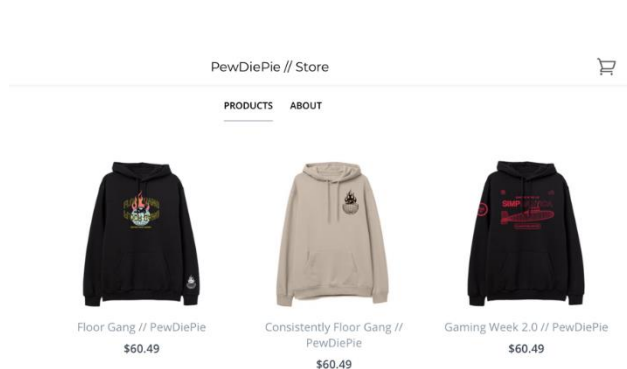 PewDiePie // Store
PRODUCTS ABOUT
SIMP
Floor Gang // PewDiePie
$60.49
Consistently Floor Gang //
PewDiePie
$60.49
Gaming Week 2.0 // PewDiePie
$60.49